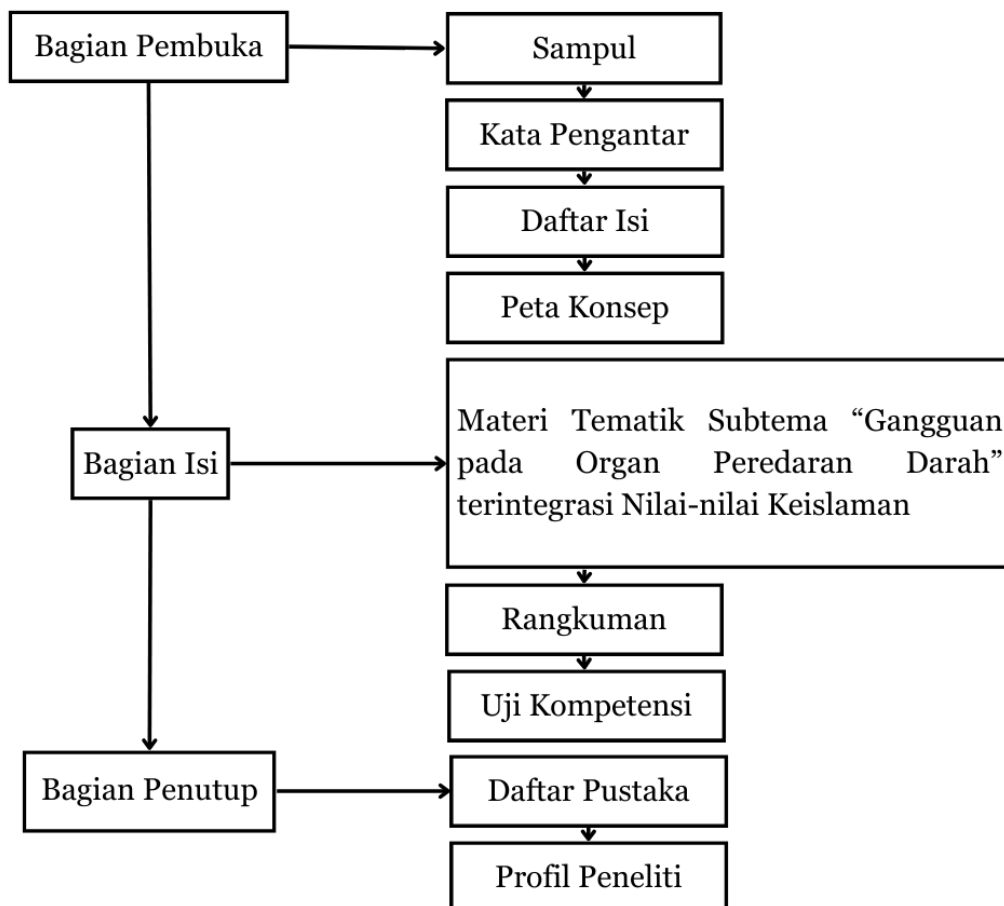 Bagian Pembuka
Sampul
Kata Pengantar
Daftar Isi
Peta Konsep
Bagian Isi
Materi Tematik Subtema “Gangguan
pada Organ Peredaran Darah”
terintegrasi Nilai-nilai Keislaman
Rangkuman
Uji Kompetensi
Bagian Penutup
Daftar Pustaka
Profil Peneliti